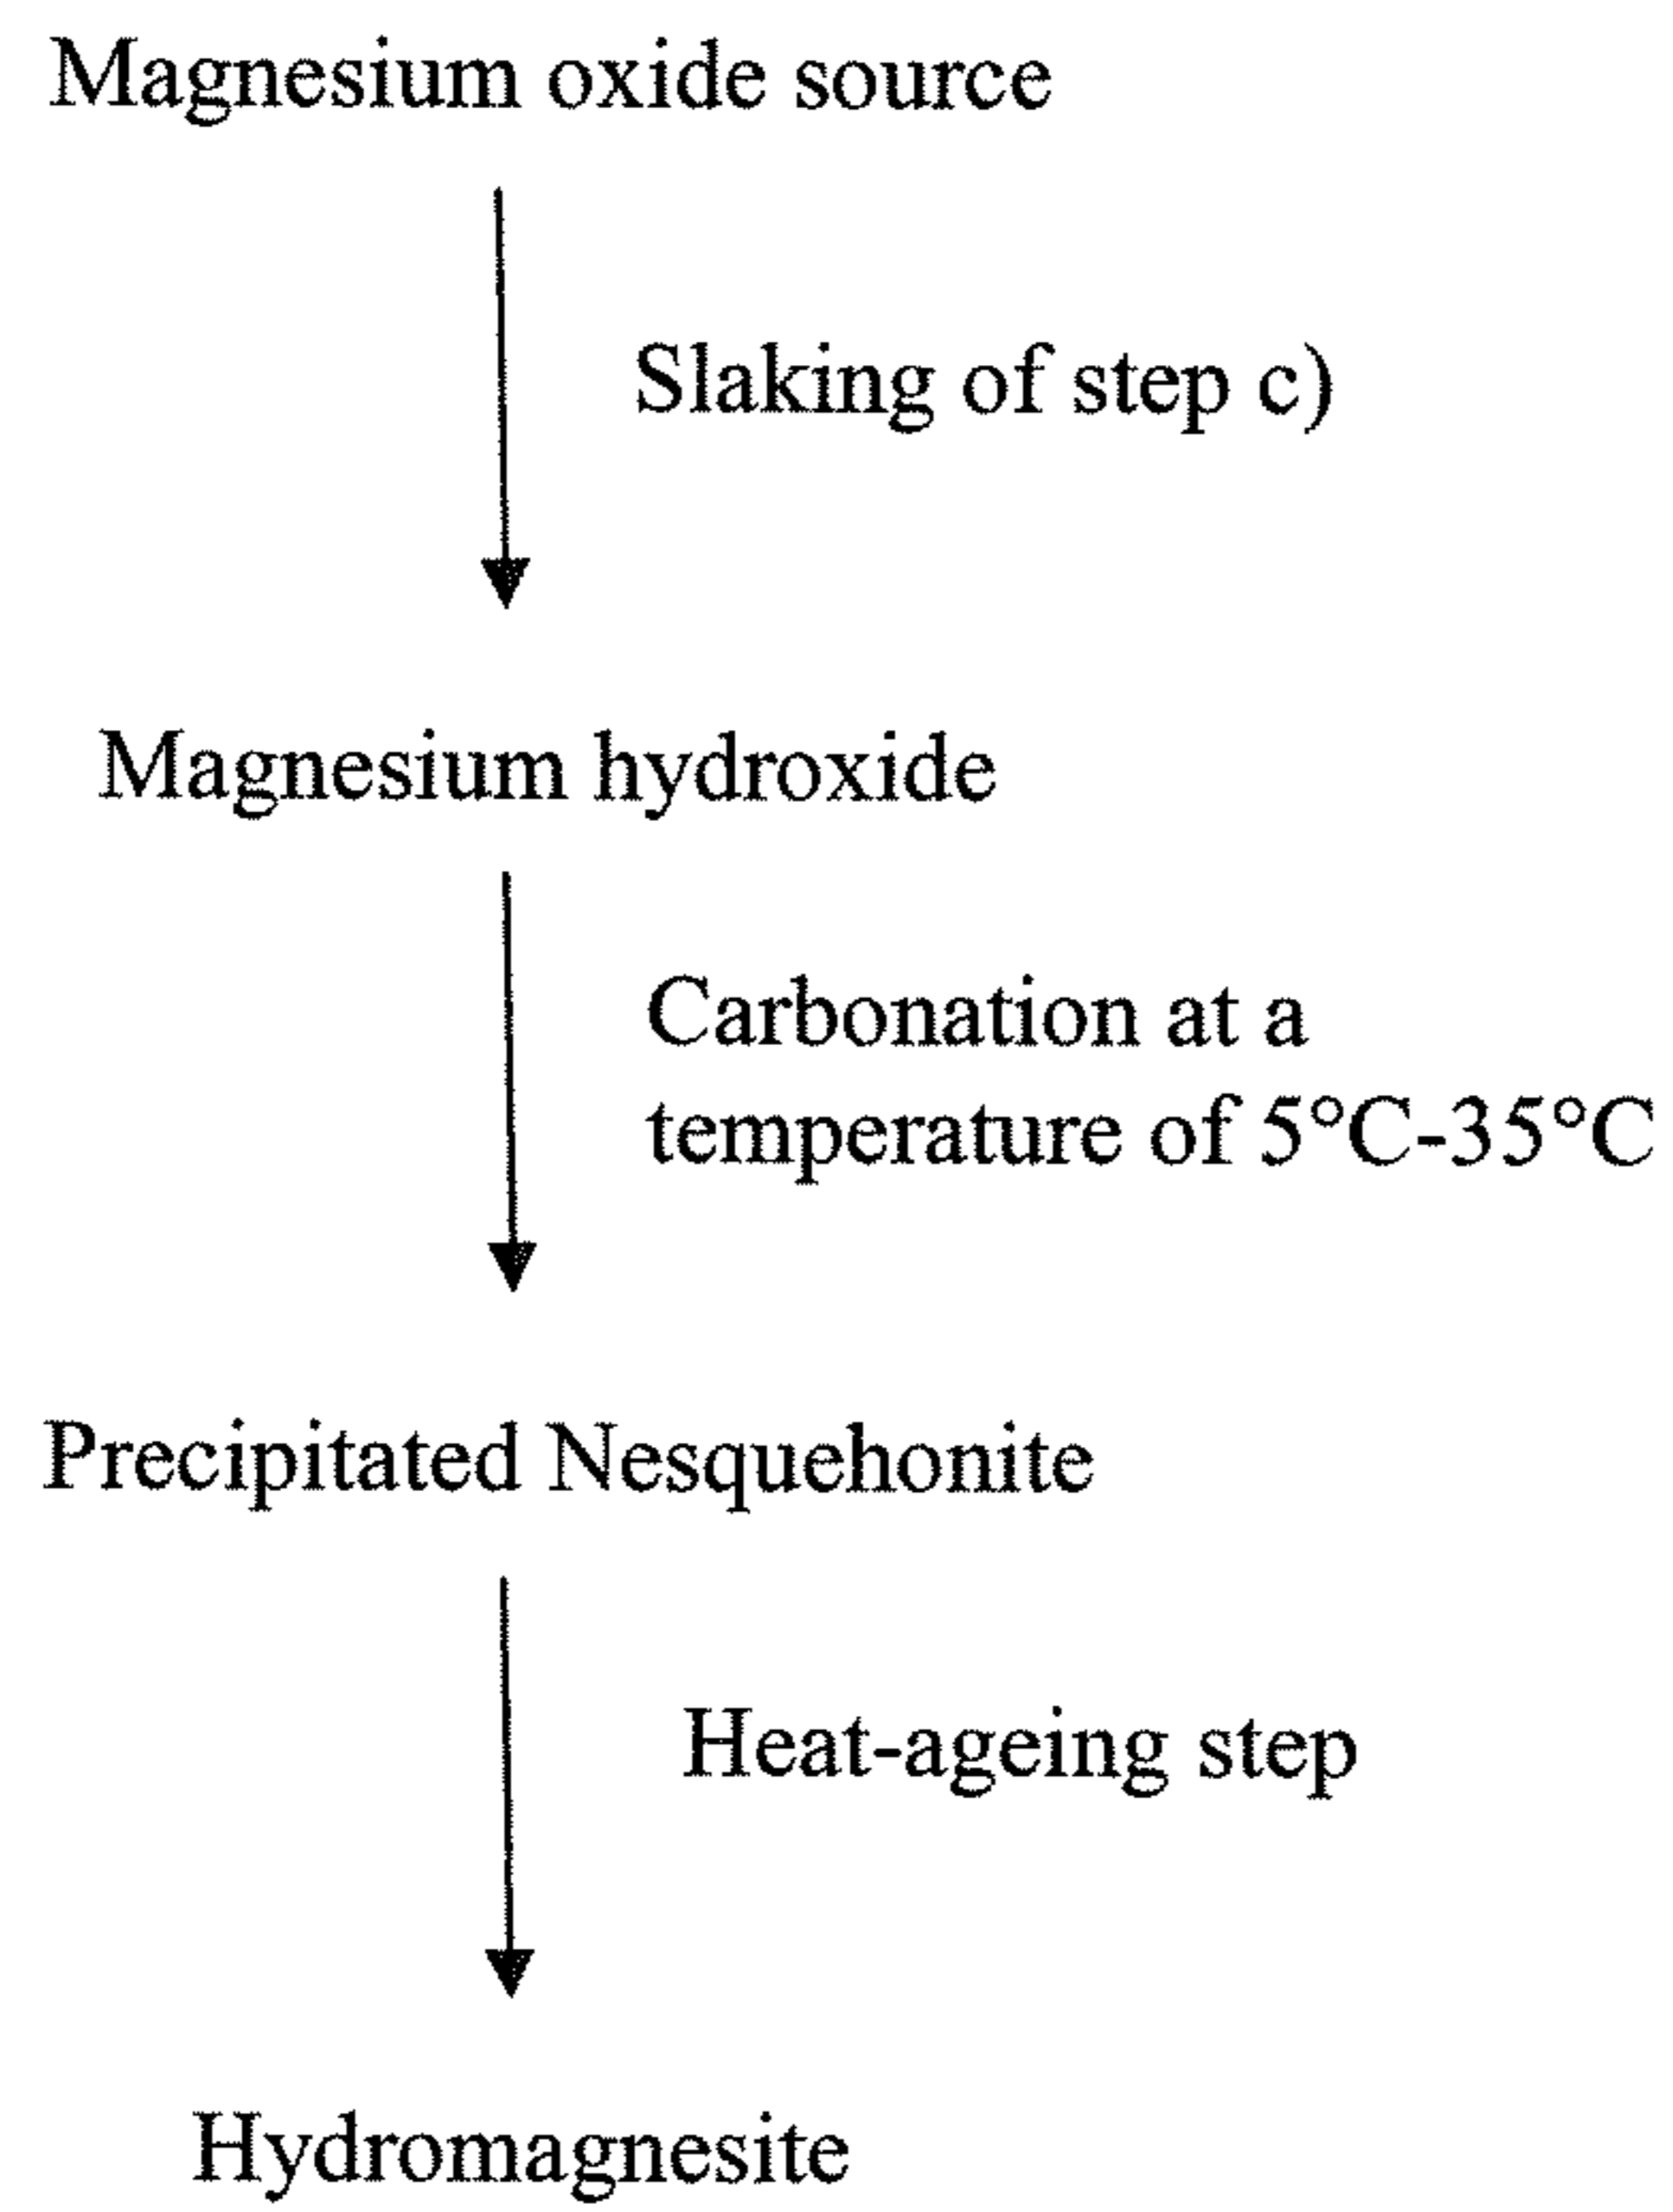 Magnesium oxide source
Slaking of step c)
Magnesium hydroxide
Carbonation at a
temperature of 5°C-35°C
Precipitated Nesquehonite
Heat-ageing step
Hydromagnesite